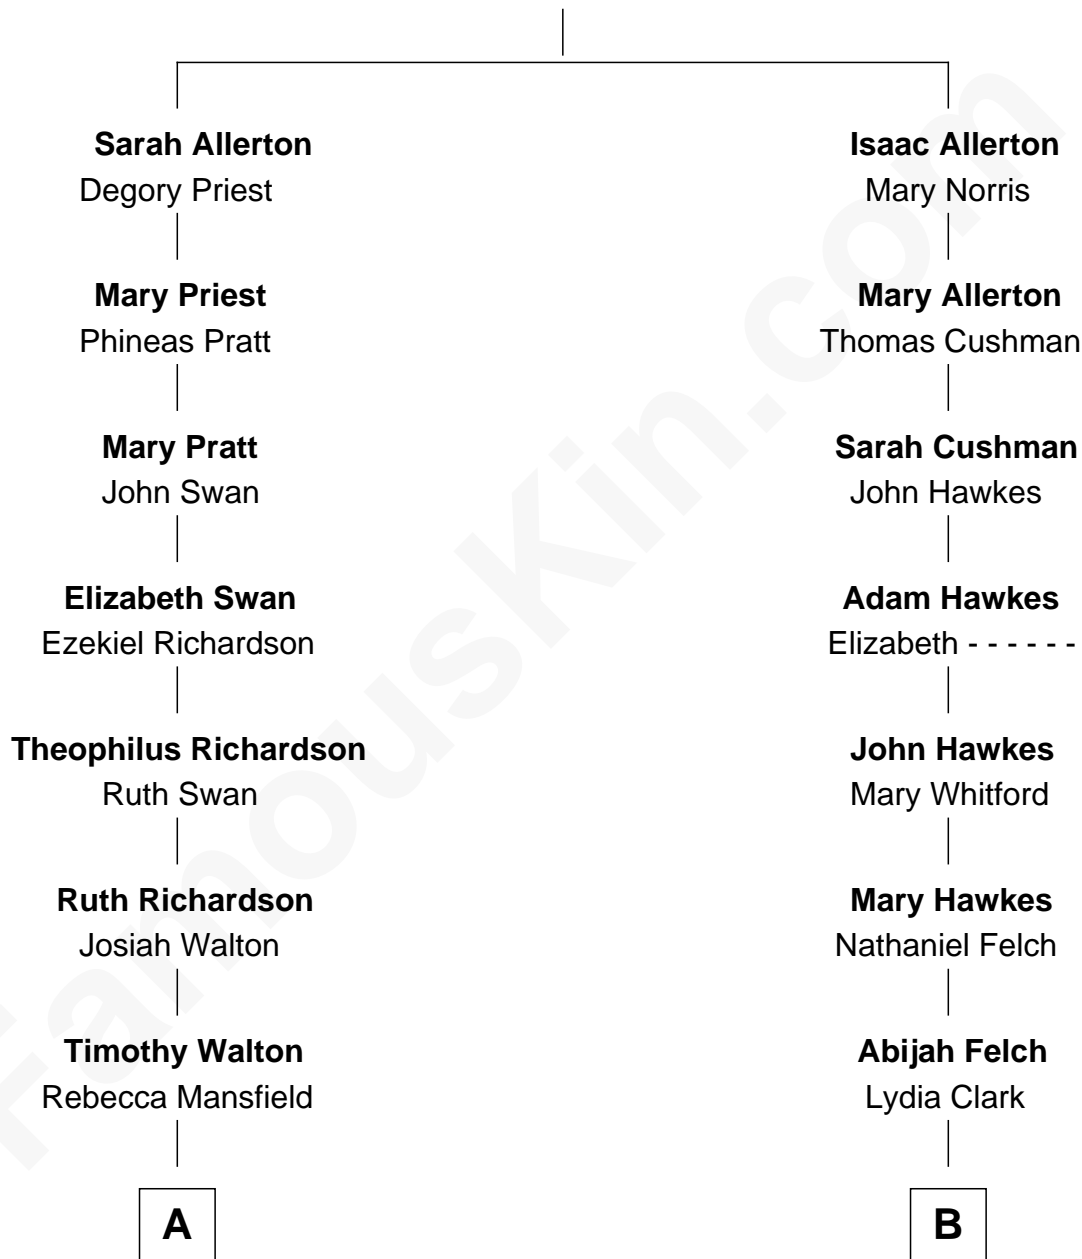 Sarah Allerton
Degory Priest
Mary Priest
Phineas Pratt
Mary Pratt
John Swan
Elizabeth Swan
Ezekiel Richardson
Theophilus Richardson
Ruth Swan
Ruth Richardson
Josiah Walton
Timothy Walton
Rebecca Mansfield
A
Isaac Allerton
Mary Norris
Mary Allerton
Thomas Cushman
Sarah Cushman
John Hawkes
Adam Hawkes
Elizabeth - - - - - -
John Hawkes
Mary Whitford
Mary Hawkes
Nathaniel Felch
Abijah Felch
Lydia Clark
B
FamousKin.com